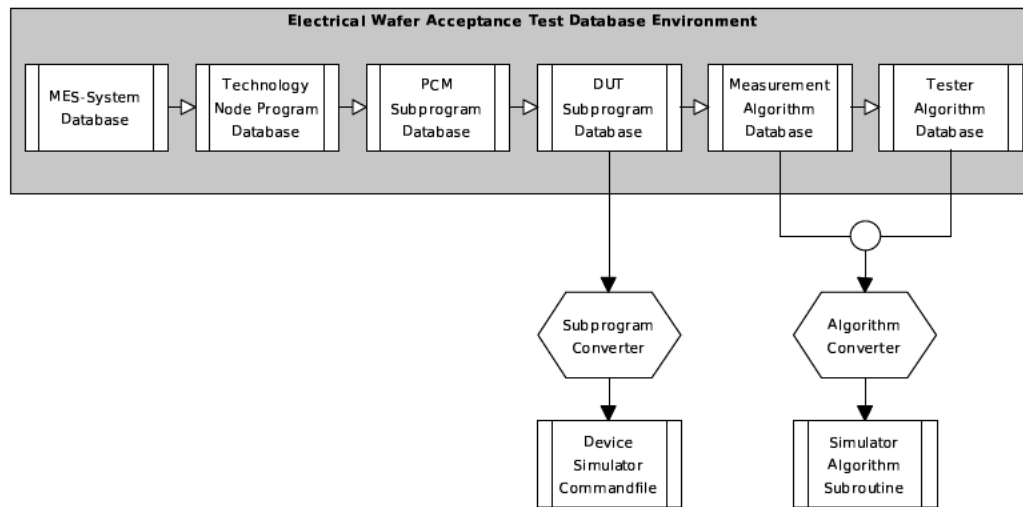 Electrical Wafer Acceptance Test Database Environment
MES-System
Database
Technology
Node Program
Database
PCM
Subprogram
Database
DUT
Subprogram
Database
Measurement
Algorithm
Database
Tester
Algorithm
Database
Subprogram
Converter
Algorithm
Converter
Device
Simulator
Commandfile
Simulator
Algorithm
Subroutine